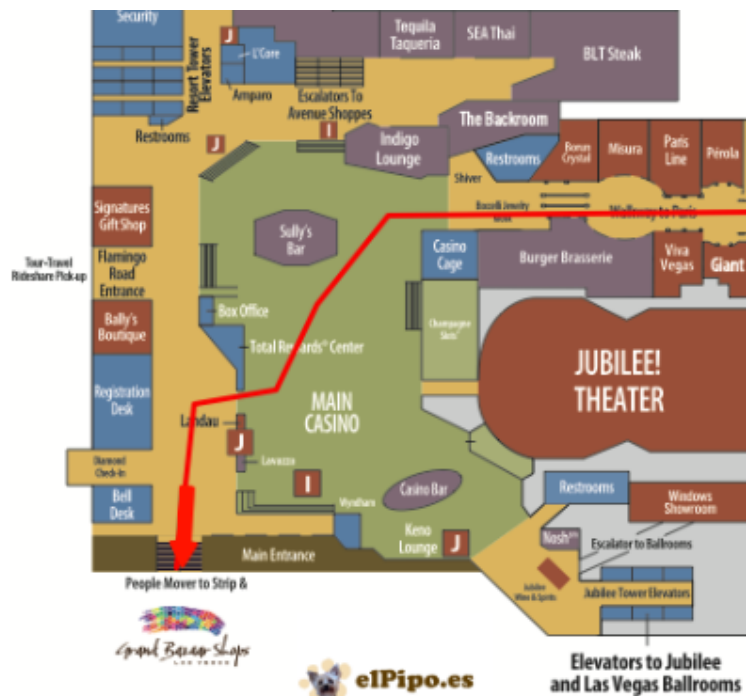 Security
Resort Tower
Elevators
J
L'Core
Amparo
Restrooms
Escalators To
Avenue Shoppes
J
I
Tequila
Taqueria
SEA Thai
BLT Steak
The Backroom
Indigo
Lounge
Restrooms
Shiver
Misura
Paris
Line
Pérola
Walkway to Paris
Signatures
Gift Shop
Tour-Travel
Rideshare Pick-up
Flamingo
Road
Entrance
Sully's
Bar
Casino
Cage
Burger Brasserie
Viva
Vegas
Giant
Bally's
Boutique
Box Office
Total Rewards® Center
Champagne
Slots
JUBILEE!
THEATER
Registration
Desk
MAIN
CASINO
Landau
J
Lavazza
Diamond
Check-In
I
Bell
Desk
Wyndham
Casino Bar
Keno
Lounge
J
Main Entrance
Restrooms
Windows
Showroom
Nosh
Escalator to Ballrooms
Jubilee
Wine & Spirits
Jubilee Tower Elevators
People Mover to Strip &
Grand Bazaar Shops
LAS VEGAS
Elevators to Jubilee
and Las Vegas Ballrooms
elPipo.es